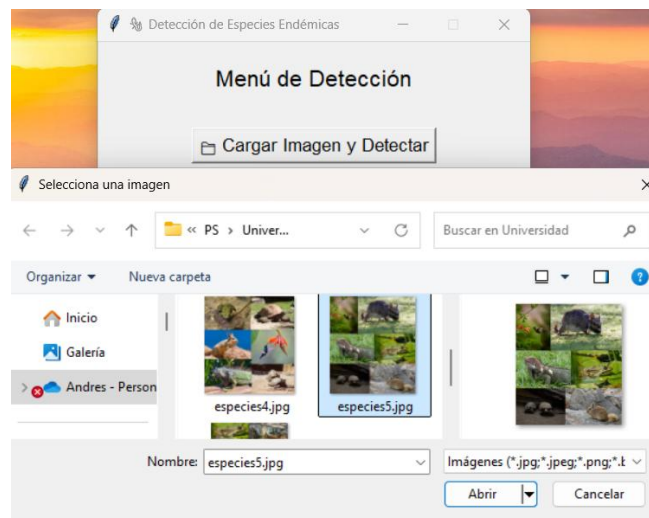 Detección de Especies Endémicas
Menú de Detección
Cargar Imagen y Detectar
Selecciona una imagen
« PS › Univer...
Buscar en Universidad
Organizar
Nueva carpeta
Inicio
Galería
Andres - Person
especies4.jpg
especies5.jpg
Nombre:
especies5.jpg
Imágenes (*.jpg;*.jpeg;*.png;*.b
Abrir
Cancelar